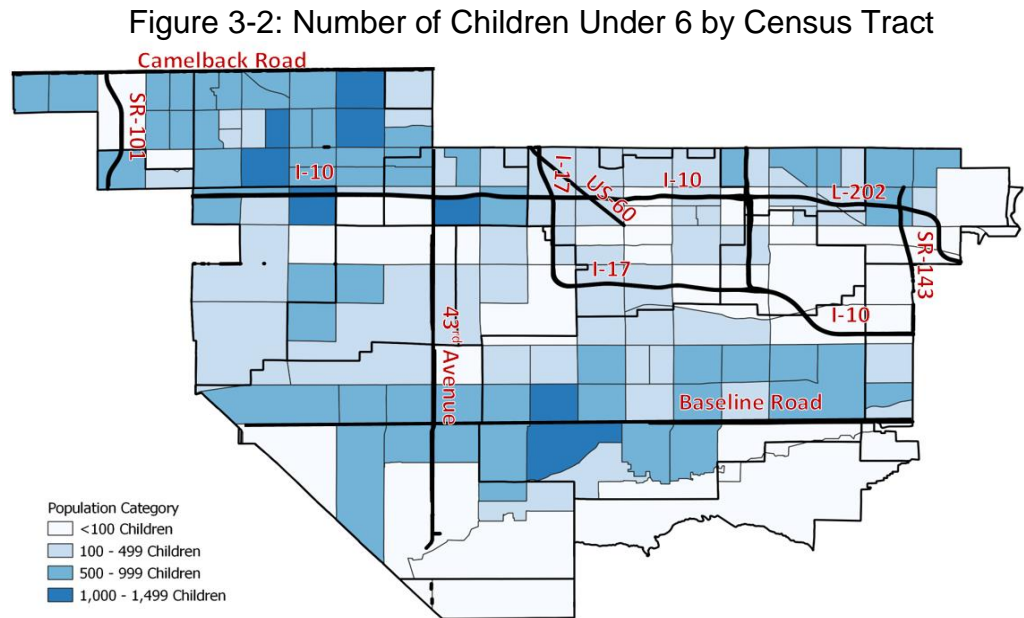 Figure 3-2: Number of Children Under 6 by Census Tract
Camelback Road
SR-101
I-10
I-17
US-60
I-10
L-202
SR-143
I-17
I-10
43rd Avenue
Baseline Road
Population Category
<100 Children
100 - 499 Children
500 - 999 Children
1,000 - 1,499 Children